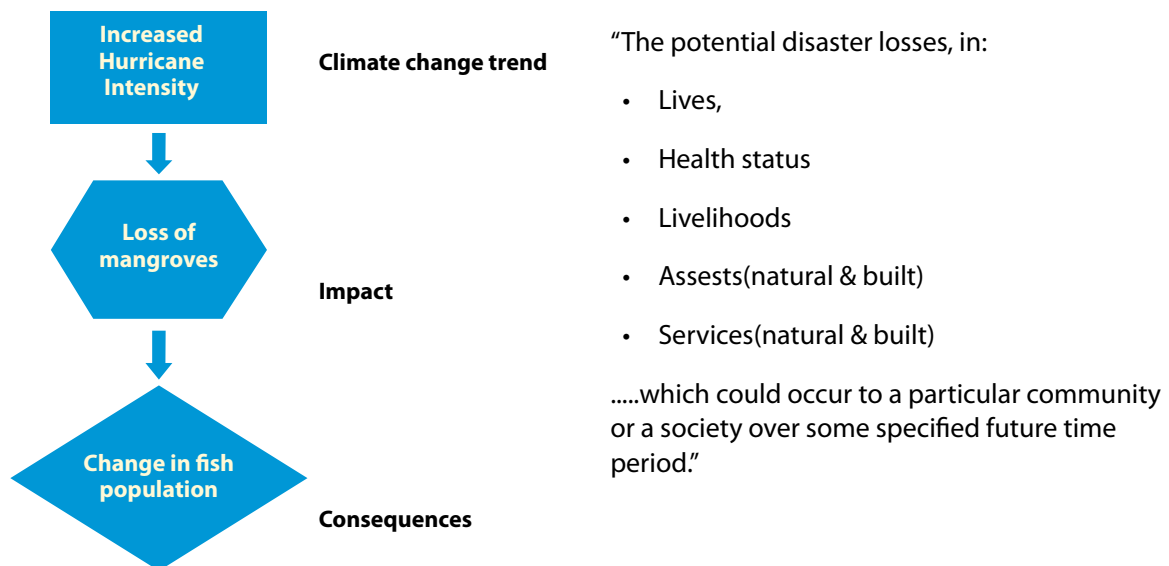 Increased
Hurricane
Intensity
Climate change trend
Loss of
mangroves
Impact
Change in fish
population
Consequences
“The potential disaster losses, in:
• Lives,
• Health status
• Livelihoods
• Assests(natural & built)
• Services(natural & built)
.....which could occur to a particular community
or a society over some specified future time
period.”